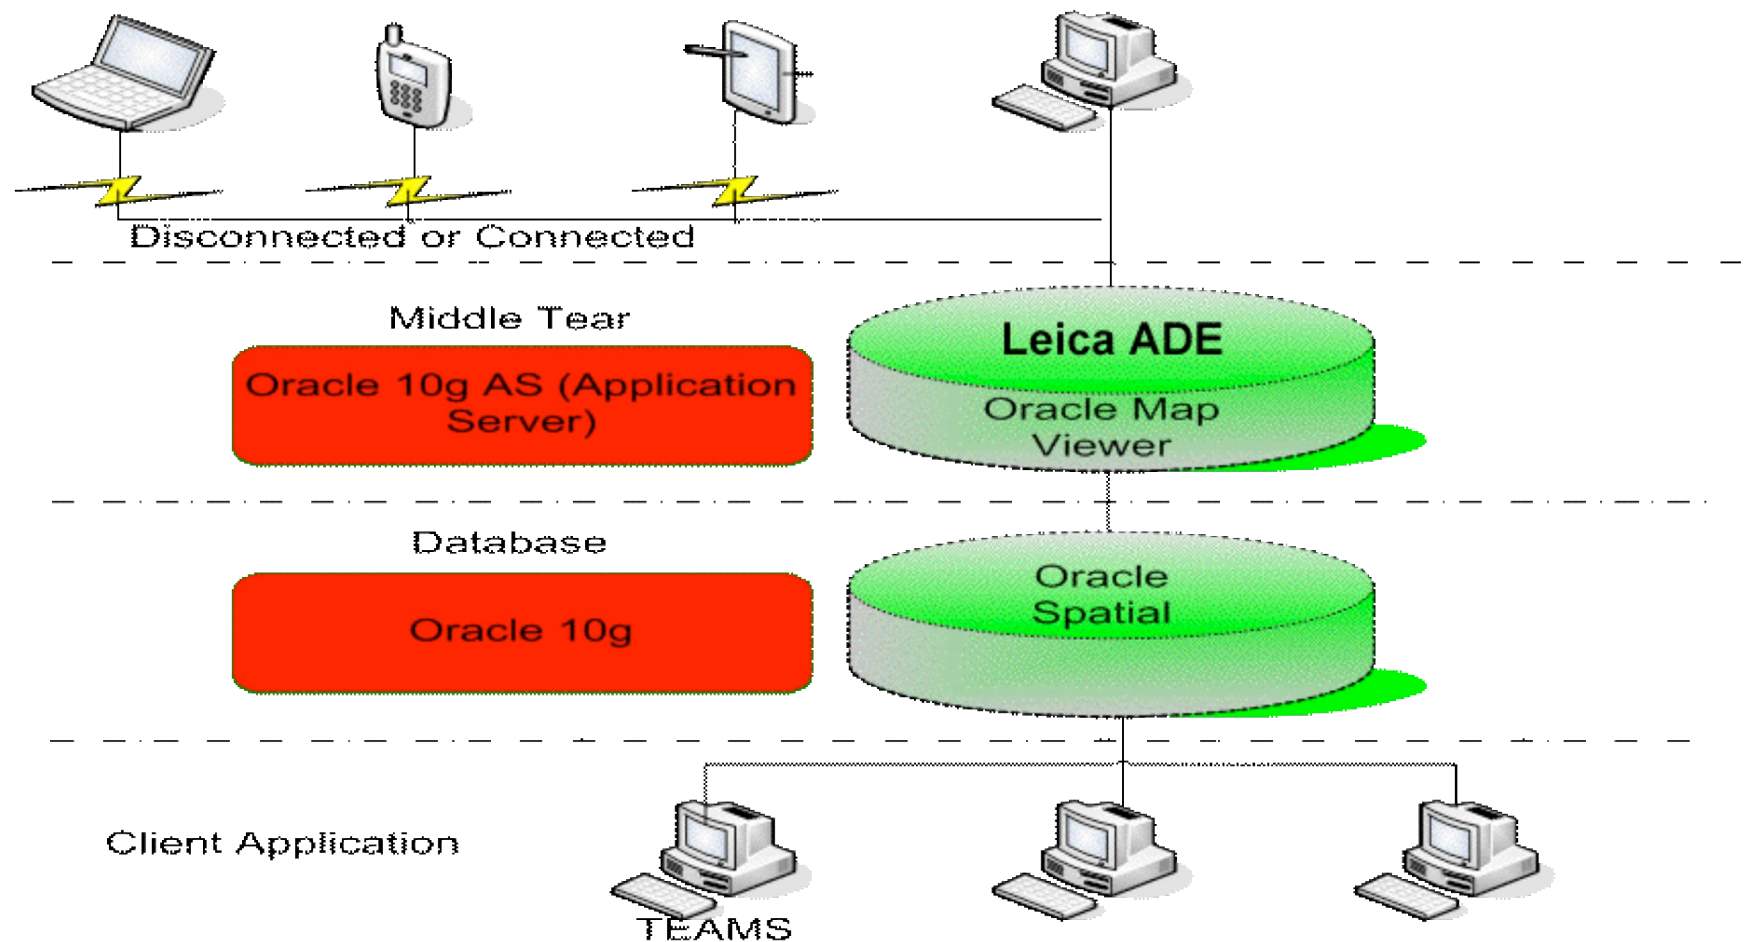 Disconnected or Connected
Middle Tear
Oracle 10g AS (Application
Server)
Leica ADE
Oracle Map
Viewer
Database
Oracle 10g
Oracle
Spatial
Client Application
TEAMS